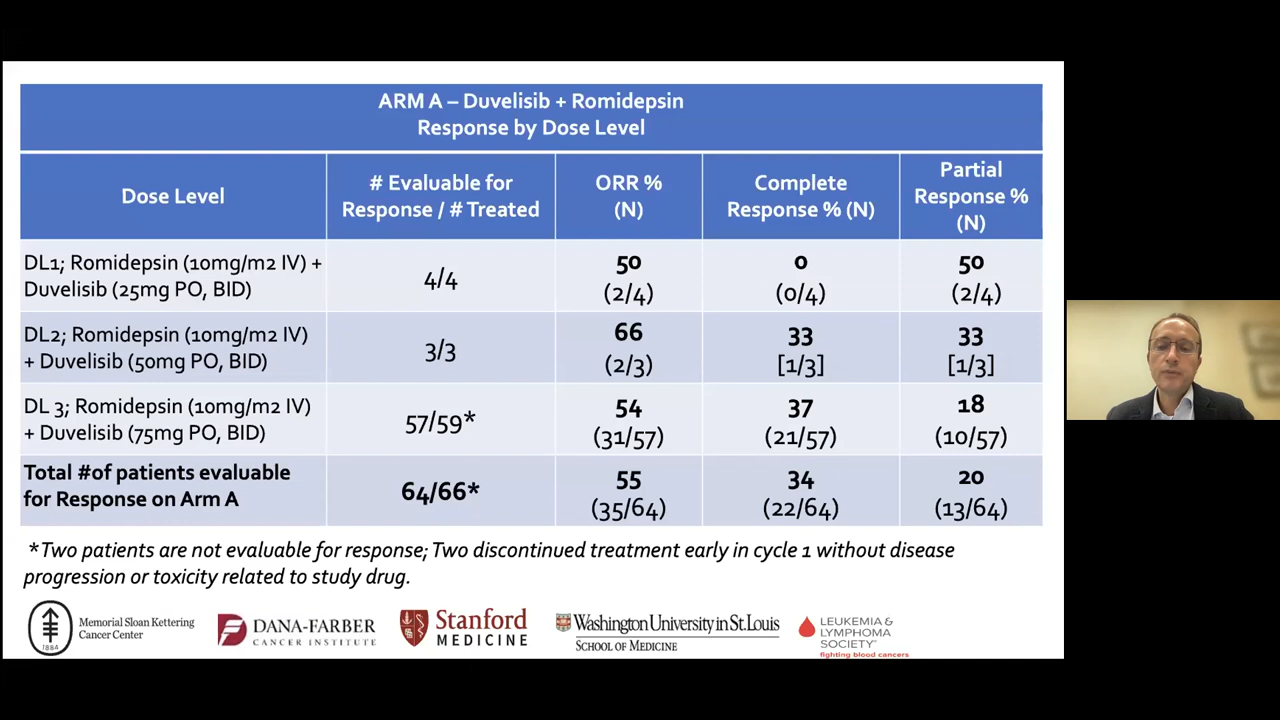 ARM A – Duvelisib + Romidepsin
Response by Dose Level
Dose Level
# Evaluable for
Response / # Treated
ORR %
(N)
Complete
Response % (N)
Partial
Response %
(N)
DL1; Romidepsin (10mg/m2 IV) +
Duvelisib (25mg PO, BID)
4/4
50
(2/4)
0
(0/4)
50
(2/4)
DL2; Romidepsin (10mg/m2 IV)
+ Duvelisib (50mg PO, BID)
3/3
66
(2/3)
33
[1/3]
33
[1/3]
DL 3; Romidepsin (10mg/m2 IV)
+ Duvelisib (75mg PO, BID)
57/59*
54
(31/57)
37
(21/57)
18
(10/57)
Total #of patients evaluable
for Response on Arm A
64/66*
55
(35/64)
34
(22/64)
20
(13/64)
*Two patients are not evaluable for response; Two discontinued treatment early in cycle 1 without disease
progression or toxicity related to study drug.
1884
Memorial Sloan Kettering
Cancer Center
DANA-FARBER
CANCER INSTITUTE
Stanford
MEDICINE
Washington University in St. Louis
SCHOOL OF MEDICINE
LEUKEMIA &
LYMPHOMA
SOCIETY
fighting blood cancers